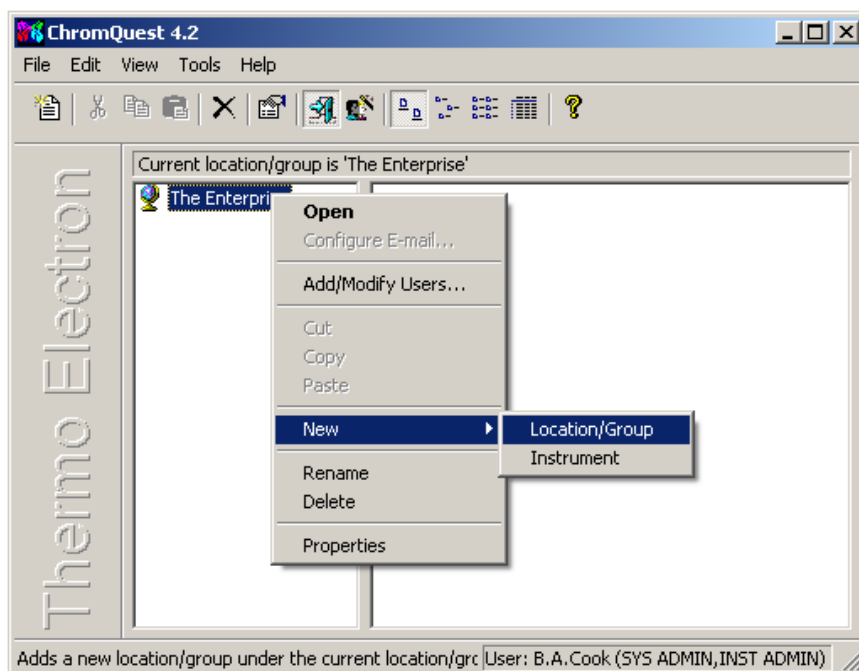 ChromQuest 4.2
File Edit View Tools Help
Current location/group is 'The Enterprise'
The Enterpri
Open
Configure E-mail...
Add/Modify Users...
Cut
Copy
Paste
New
Location/Group
Instrument
Rename
Delete
Properties
Thermo Electron
Adds a new location/group under the current location/grc User: B.A.Cook (SYS ADMIN,INST ADMIN)